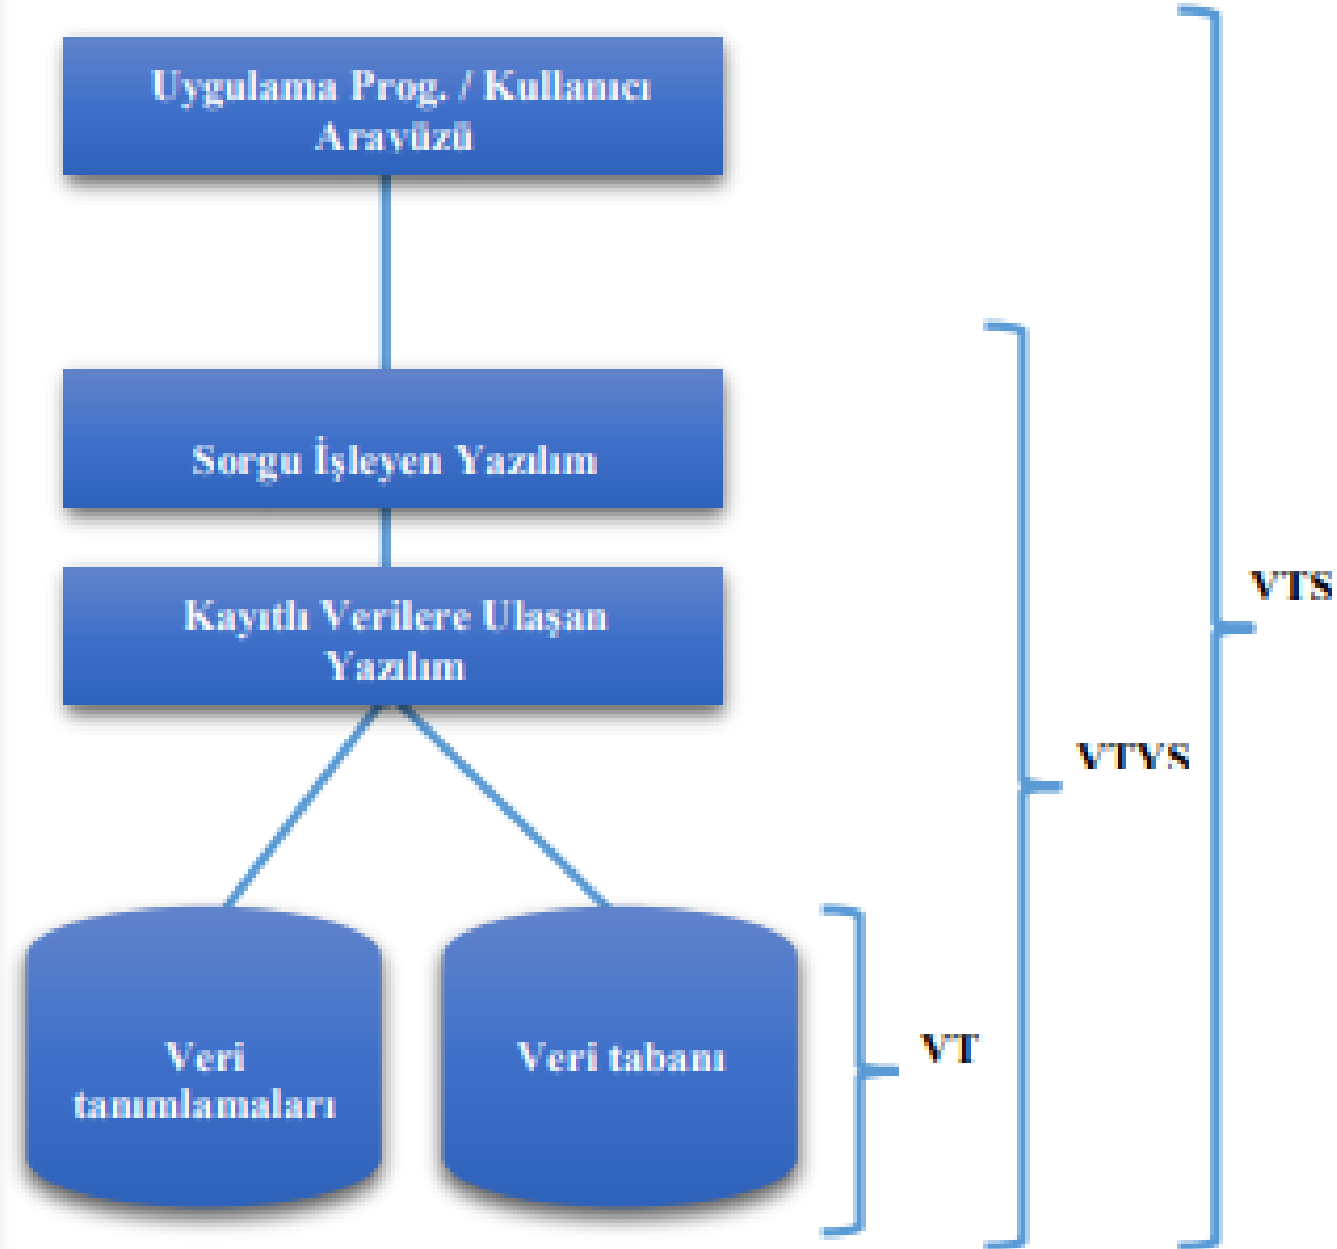 Uygulama Prog. / Kullanıcı
Arayüzü
Sorgu İşleyen Yazılım
Kayıtlı Verilere Ulaşan
Yazılım
Veri
tanımlamaları
Veri tabanı
VT
VTYS
VTS